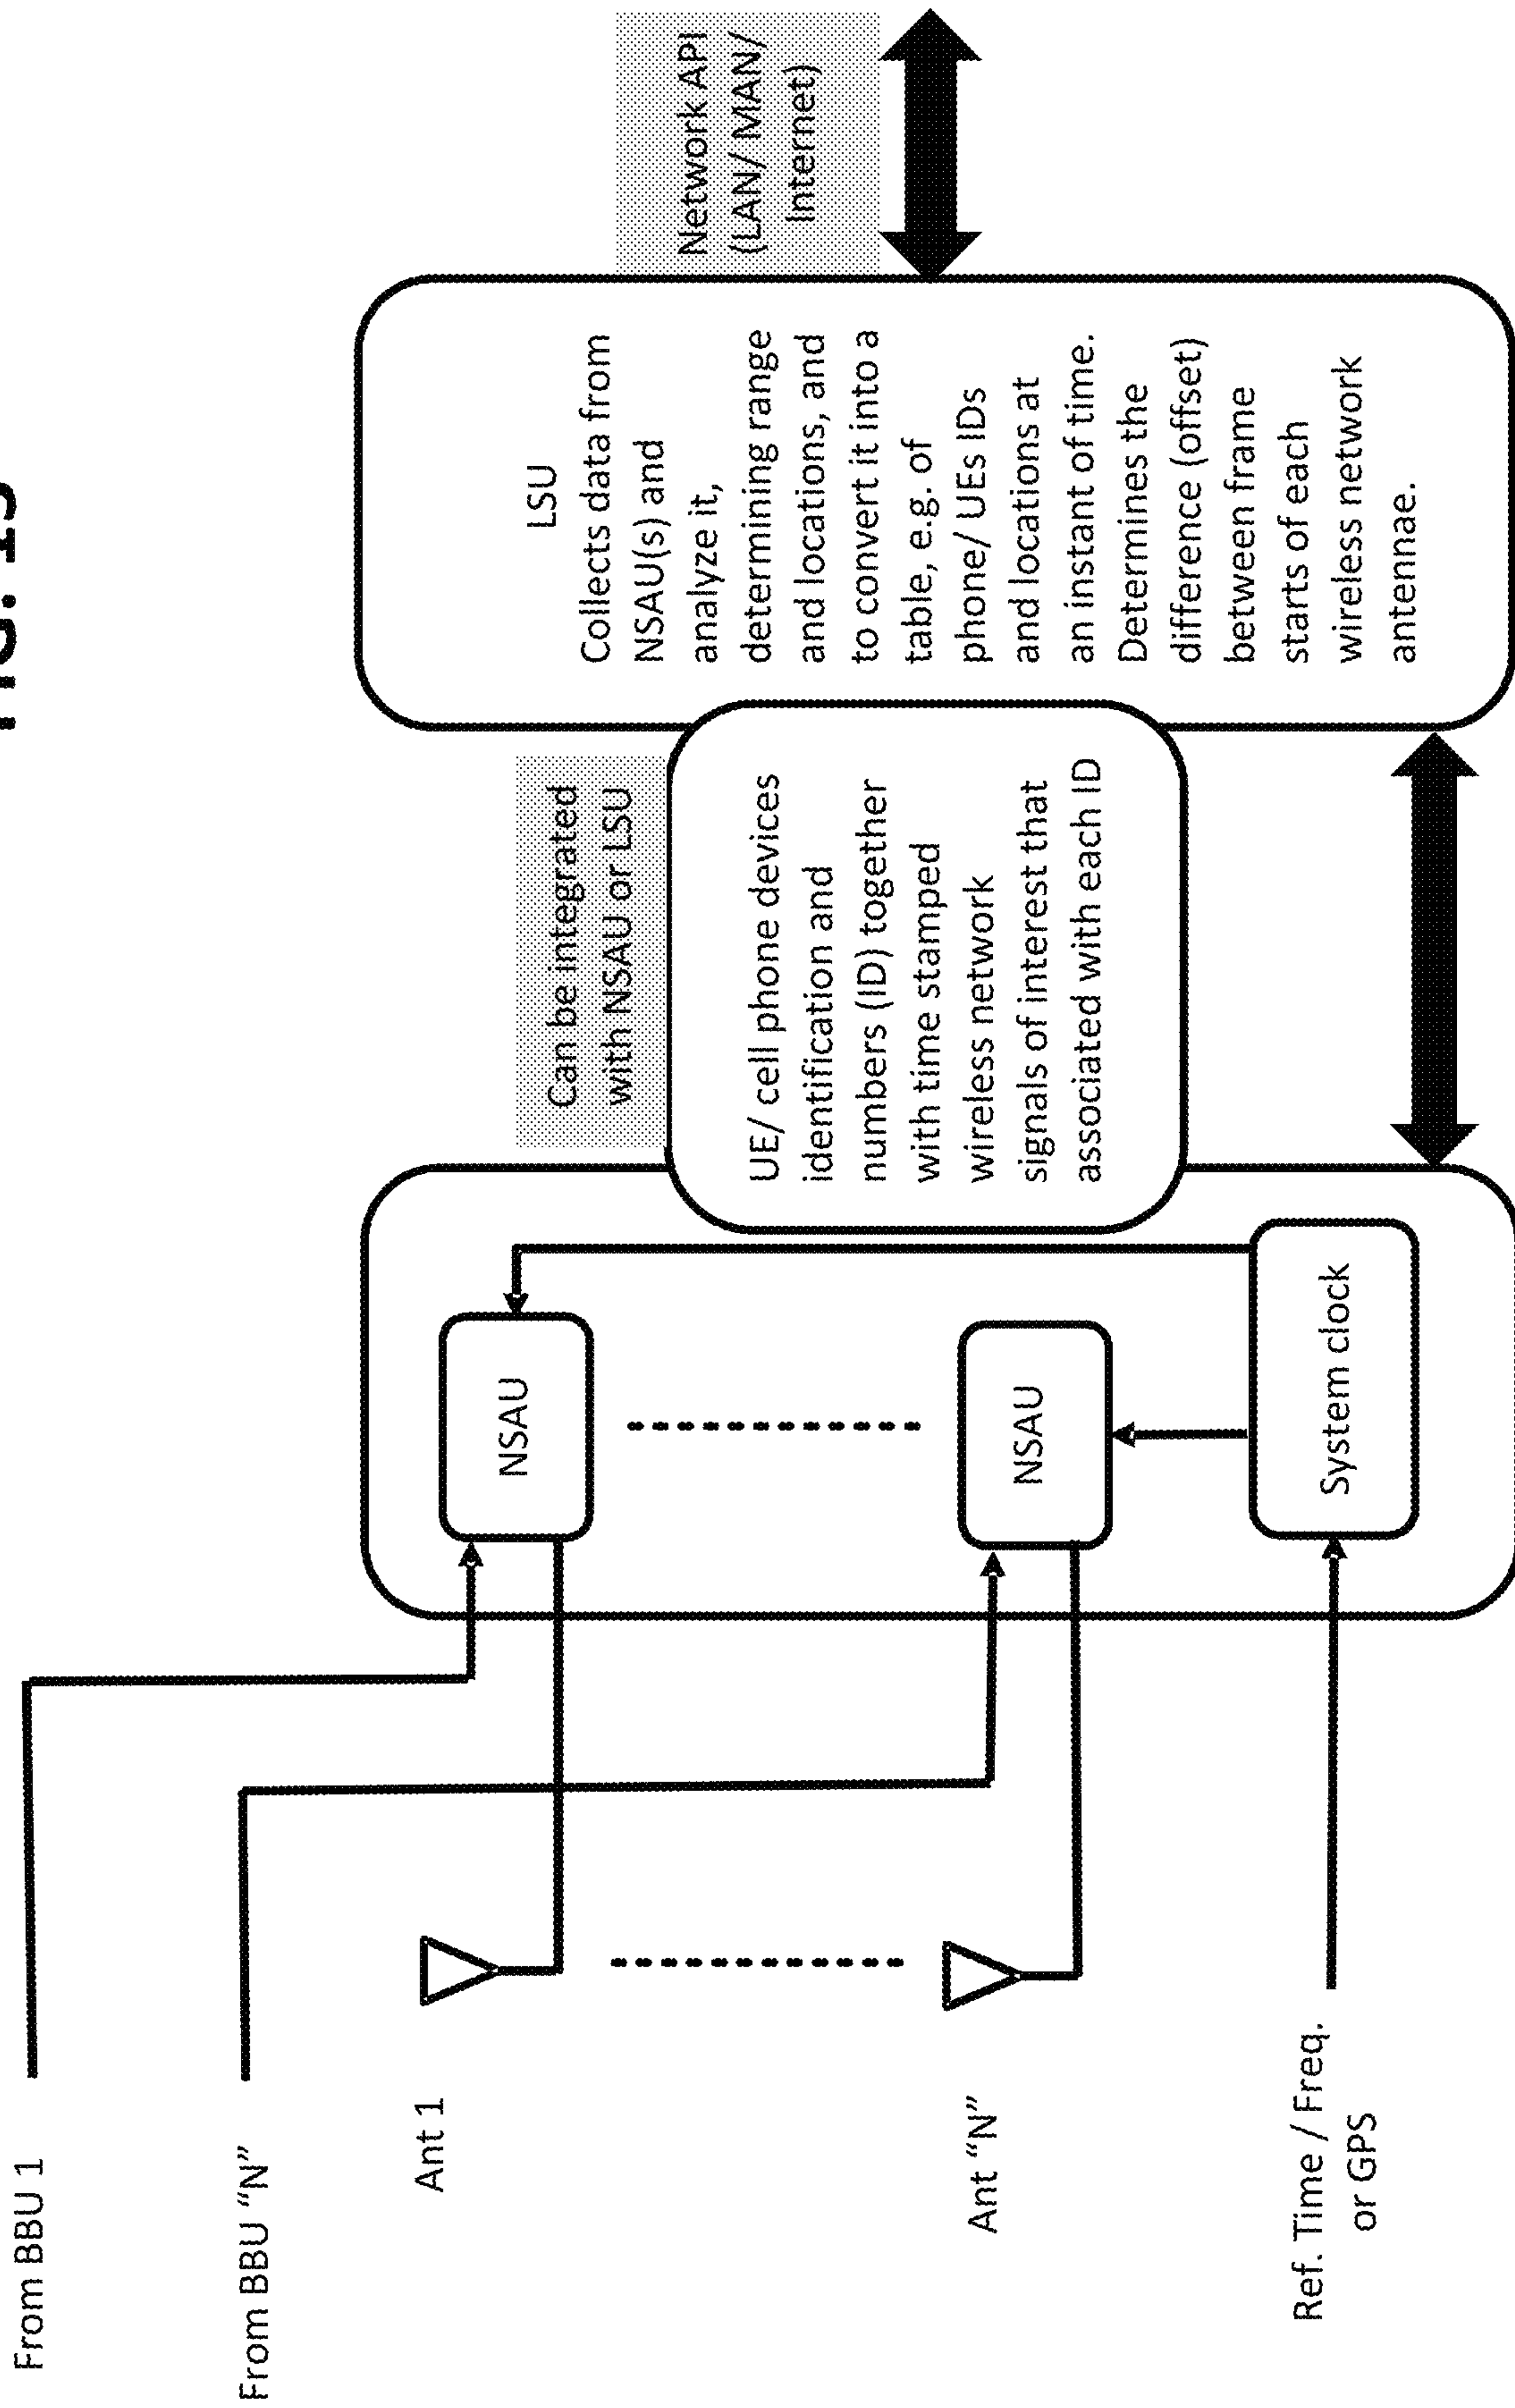 FIG.
From BBU 1
From BBU “N”
Ant 1
Ant “N”
Ref. Time / Freq.
or GPS
NSAU
NSAU
System clock
Can be integrated
with NSAU or LSU
UE/ cell phone devices
identification and
numbers (ID) together
with time stamped
wireless network
signals of interest that
associated with each ID
LSU
Collects data from
NSAU(s) and
analyze it,
determining range
and locations, and
to convert it into a
table, e.g. of
phone/ UEs IDs
and locations at
an instant of time.
Determines the
difference (offset)
between frame
starts of each
wireless network
antennae.
Network API
(LAN/ MAN/
Internet)